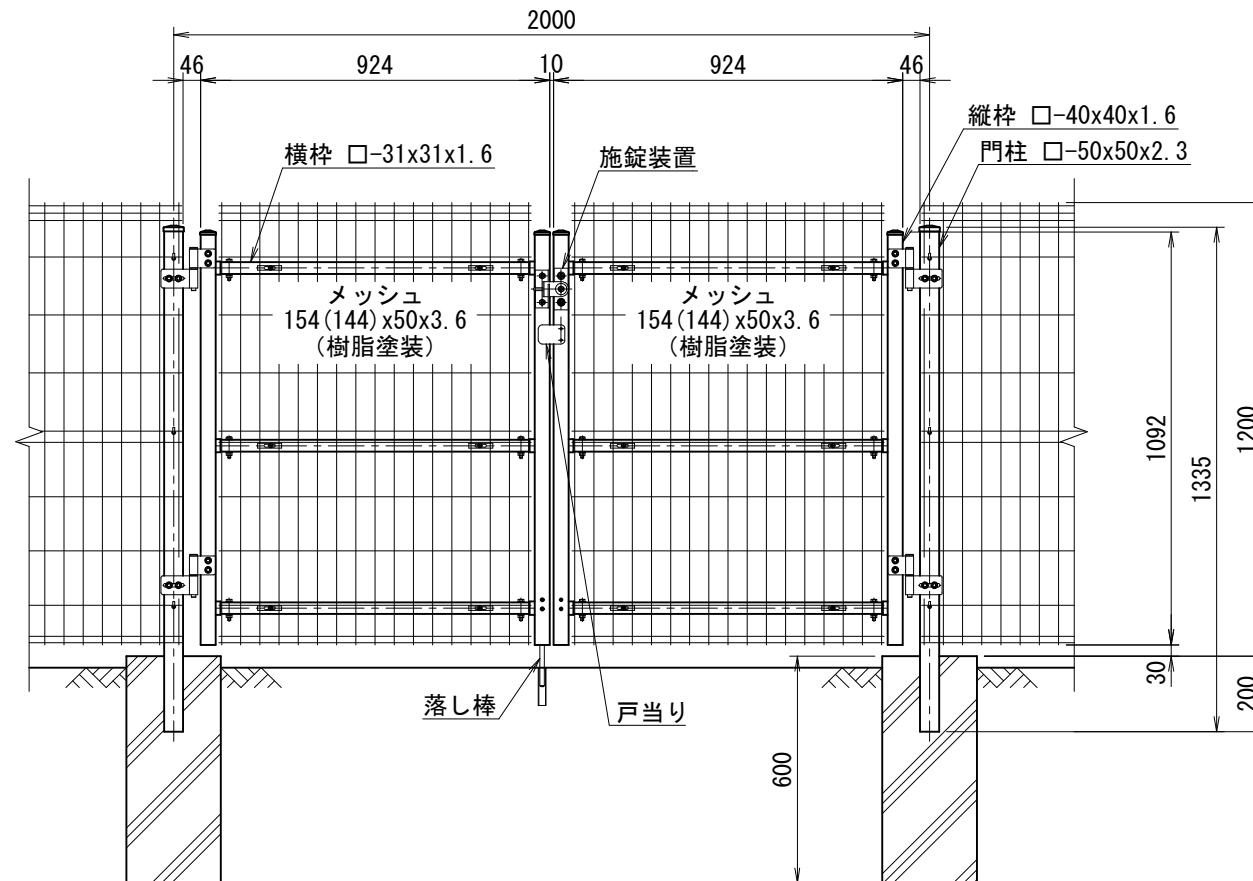 2000
46
924
10
924
46
縦枠 □-40x40x1.6
横枠 □-31x31x1.6
施錠装置
門柱 □-50x50x2.3
メッシュ
154(144)x50x3.6
(樹脂塗装)
メッシュ
154(144)x50x3.6
(樹脂塗装)
1092
1335
1200
30
200
落し棒
戸当り
600